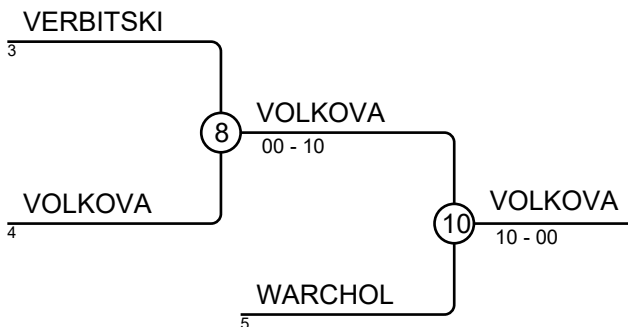 VERBITSKI
3
8
VOLKOVA
00 - 10
VOLKOVA
4
10
VOLKOVA
10 - 00
WARCHOL
5